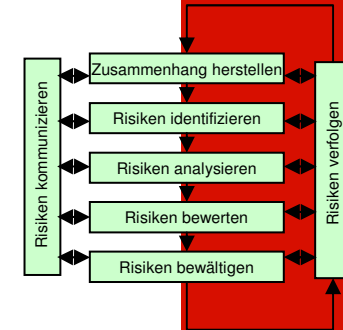 Risiken kommunizieren
Zusammenhang herstellen
Risiken identifizieren
Risiken analysieren
Risiken bewerten
Risiken bewältigen
Risiken verfolgen